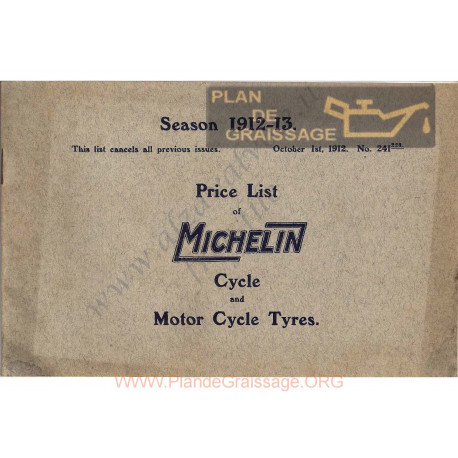 PLAN
DE
GRAISSAGE
Season 1912-13.
This list cancels all previous issues. October 1st, 1912. No. 241
Price List
of
MICHELIN
Cycle
and
Motor Cycle Tyres.
www.PlandeGraissage.ORG